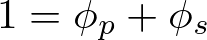 1 = ϕ_p + ϕ_s